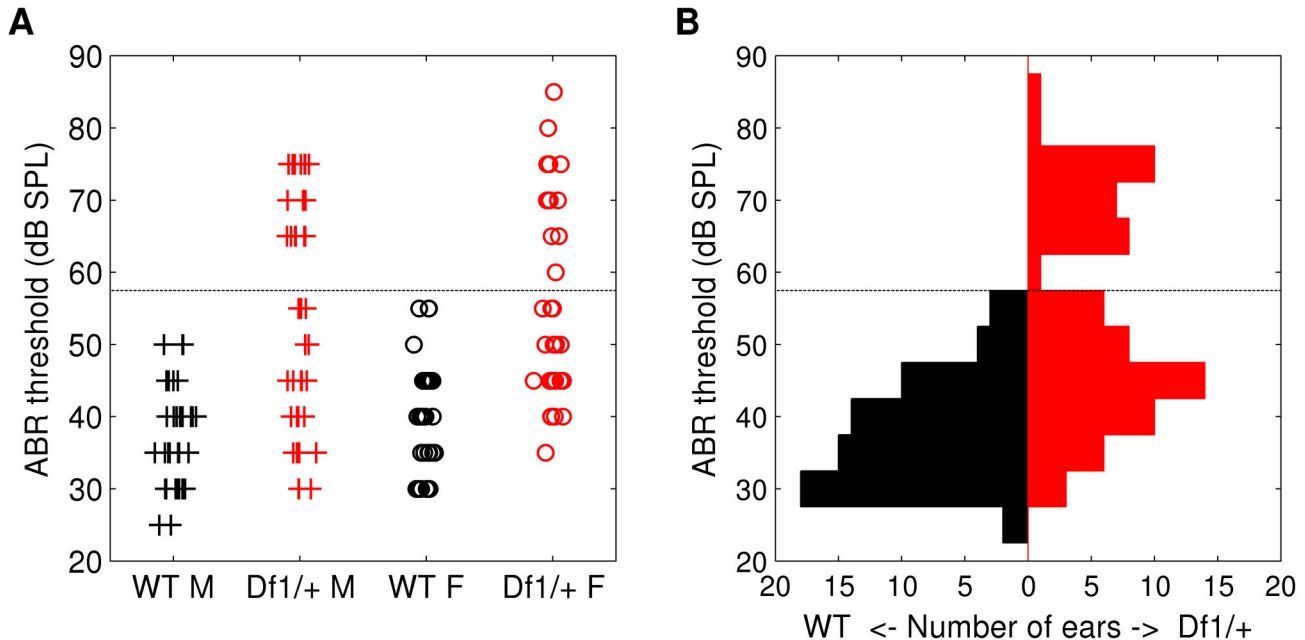 A
ABR threshold (dB SPL)
90
80
70
60
50
40
30
20
WT M Df1/+ M WT F Df1/+ F
B
ABR threshold (dB SPL)
90
80
70
60
50
40
30
20
20 15 10 5 0 5 10 15 20
WT <- Number of ears -> Df1/+